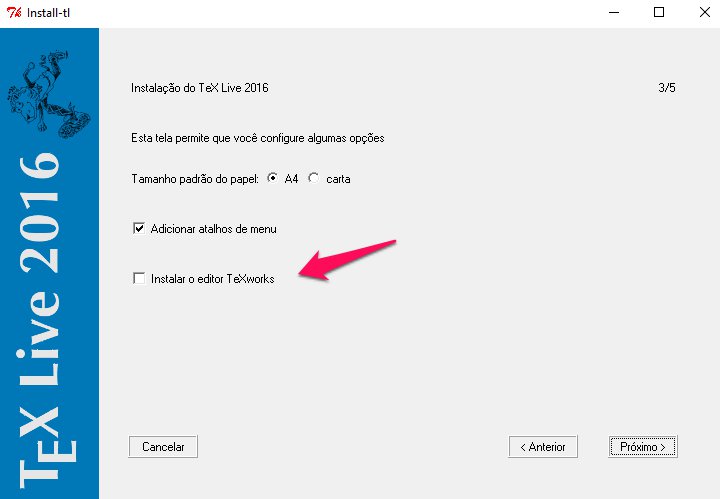 Install-tl
TEX Live 2016
Instalação do TeX Live 2016
3/5
Esta tela permite que você configure algumas opções
Tamanho padrão do papel: A4 carta
Adicionar atalhos de menu
Instalar o editor TeXworks
Cancelar
< Anterior
Próximo >